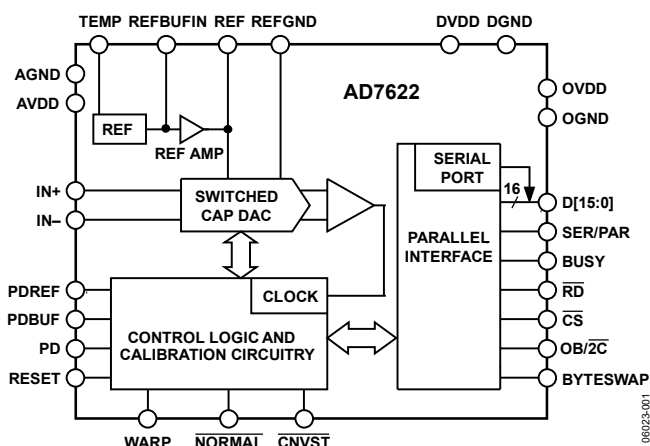 TEMP REFBUFIN REF REFGND DVDD DGND
AGND
AVDD
AD7622
OVDD
OGND
REF
REF AMP
SERIAL
PORT
16
D[15:0]
IN+
IN–
SWITCHED
CAP DAC
PARALLEL
INTERFACE
SER/PAR
BUSY
RD
CS
OB/2C
BYTESWAP
PDREF
PDBUF
PD
RESET
CLOCK
CONTROL LOGIC AND
CALIBRATION CIRCUITRY
WARP NORMAL CNVST
06023-001